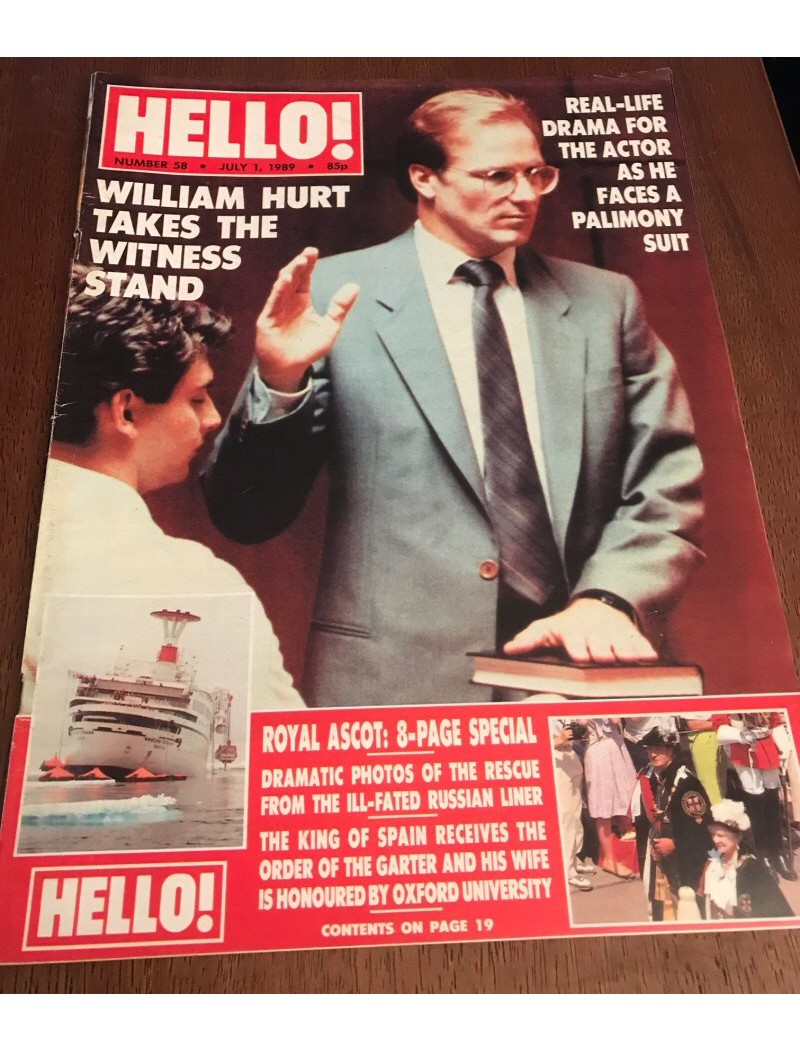 HELLO!
NUMBER 58 • JULY 1, 1989 • 85p
WILLIAM HURT
TAKES THE
WITNESS
STAND
REAL-LIFE
DRAMA FOR
THE ACTOR
AS HE
FACES A
PALIMONY
SUIT
ROYAL ASCOT: 8-PAGE SPECIAL
DRAMATIC PHOTOS OF THE RESCUE
FROM THE ILL-FATED RUSSIAN LINER
THE KING OF SPAIN RECEIVES THE
ORDER OF THE GARTER AND HIS WIFE
IS HONOURED BY OXFORD UNIVERSITY
CONTENTS ON PAGE 19
HELLO!